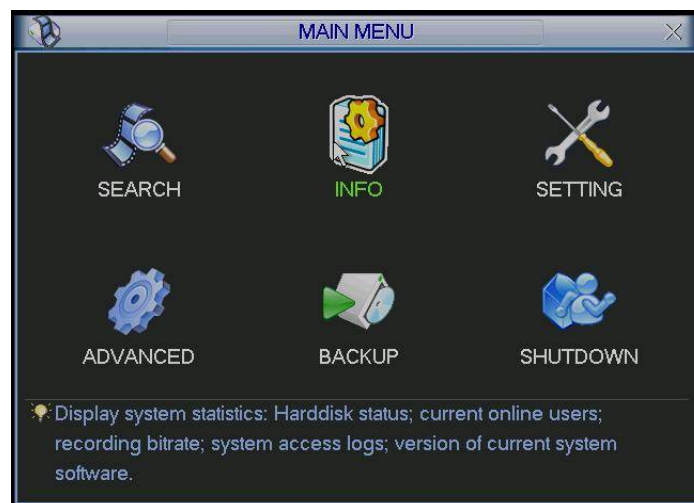 MAIN MENU
SEARCH INFO SETTING
ADVANCED BACKUP SHUTDOWN
Display system statistics: Harddisk status; current online users;
recording bitrate; system access logs; version of current system
software.